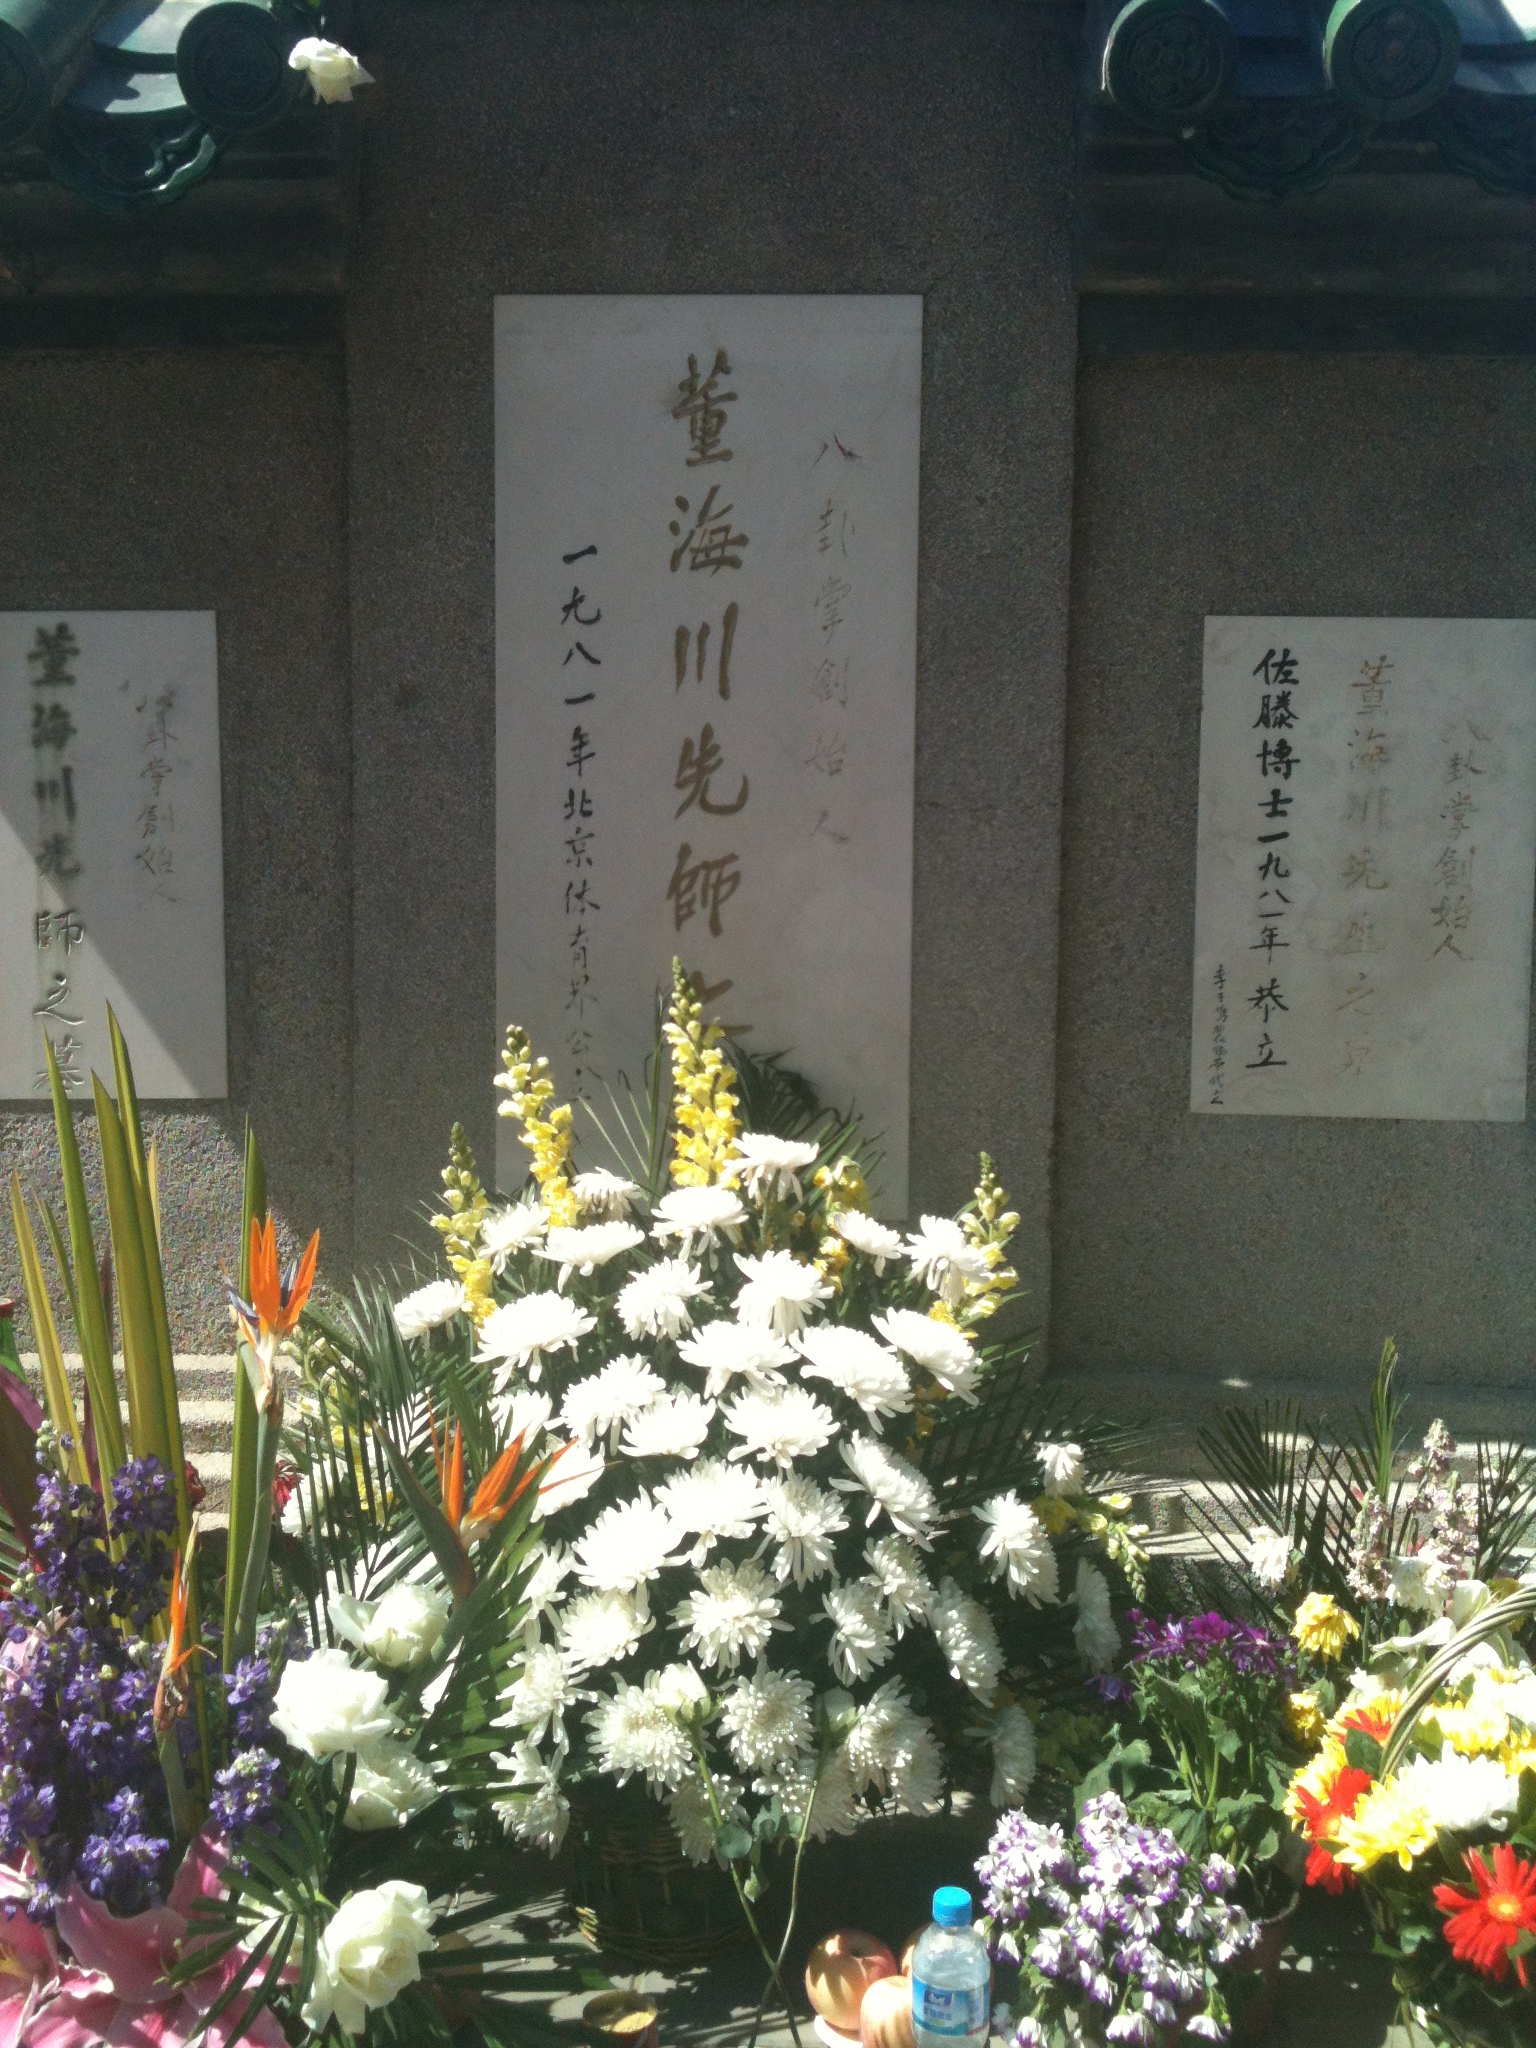 八卦掌創始人
董海川先師之
一九八一年北京体育界公立
八卦掌創始人
董海川先師之墓
八卦掌創始人
董海川先生之墓
佐滕博士一九八一年 恭立